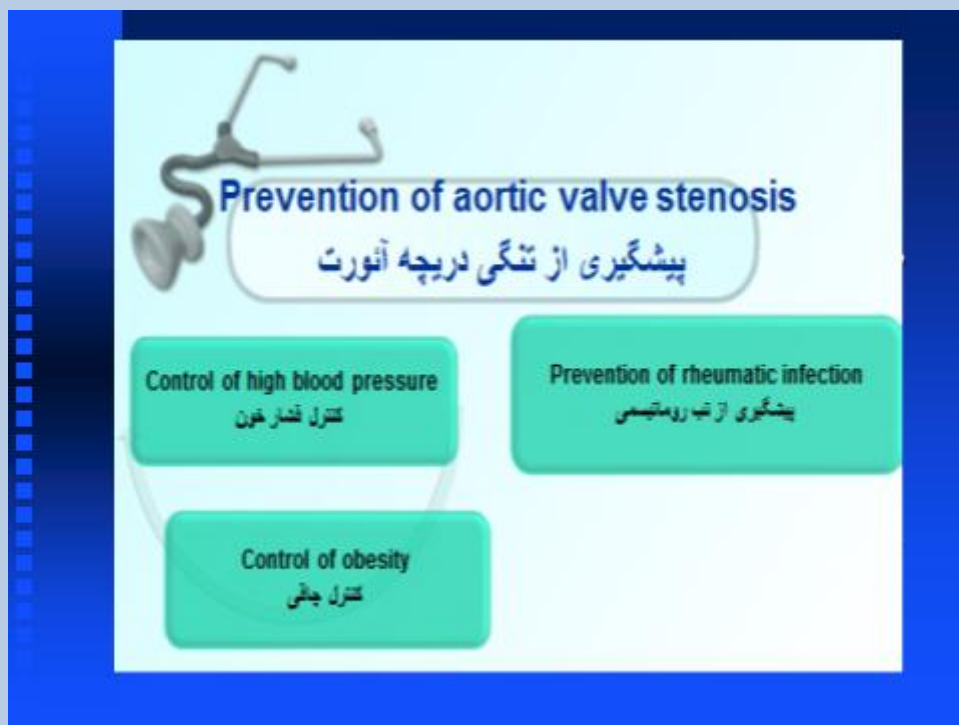 Prevention of aortic valve stenosis
پیشگیری از تنگی دریچه آئورت
Control of high blood pressure
کنترل فشار خون
Prevention of rheumatic infection
پیشگیری از تب روماتیسمی
Control of obesity
کنترل چاقی